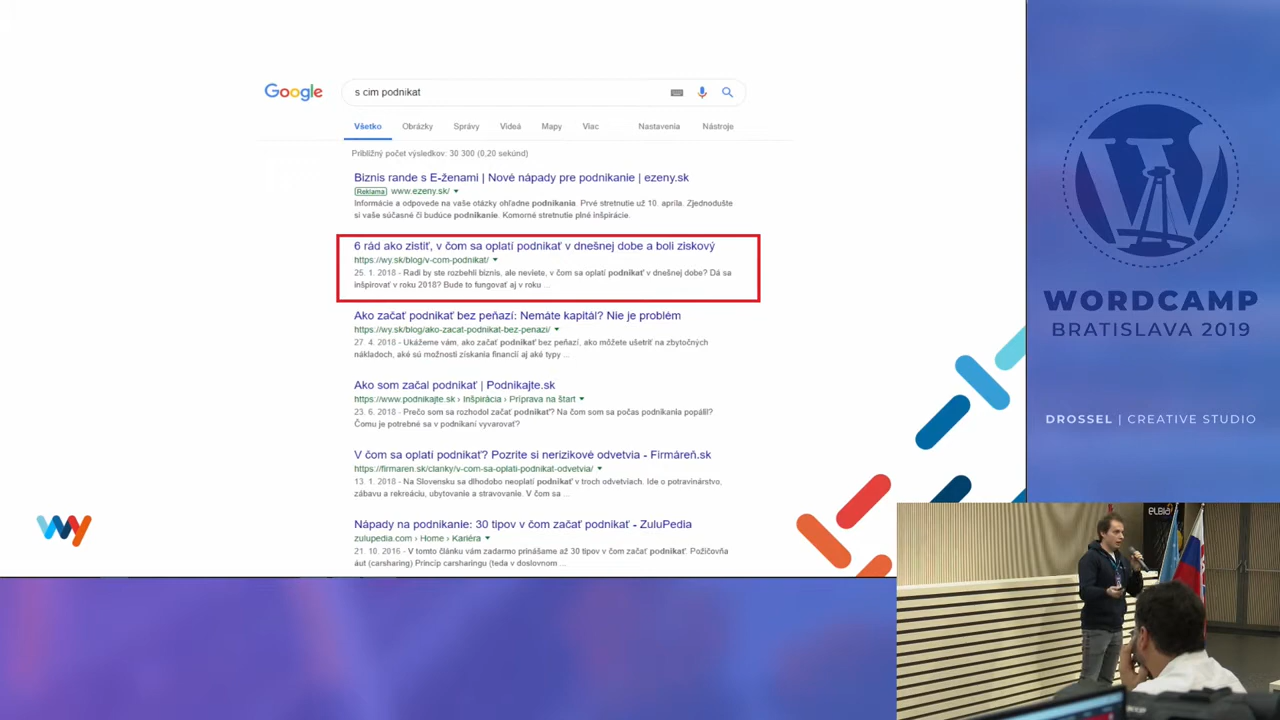 Google
s cim podnikat
Všetko Obrázky Správy Videá Mapy Viac Nastavenia Nástroje
Približný počet výsledkov: 30 300 (0,20 sekúnd)
Biznis rande s E-ženami | Nové nápady pre podnikanie | ezeny.sk
Reklama www.ezeny.sk/
Informácie a odpovede na vaše otázky ohľadne podnikania. Prvé stretnutie už 10. apríla. Zjednodušte
si vaše súčasné či budúce podnikanie. Komorné stretnutie plné inšpirácie.
6 rád ako zistiť, v čom sa oplatí podnikať v dnešnej dobe a boli ziskový
https://wy.sk/blog/v-com-podnikat/
25. 1. 2018 - Radi by ste rozbehli biznis, ale neviete, v čom sa oplatí podnikať v dnešnej dobe? Dá sa
inšpirovať v roku 2018? Bude to fungovať aj v roku ...
Ako začať podnikať bez peňazí: Nemáte kapitál? Nie je problém
https://wy.sk/blog/ako-zacat-podnikat-bez-penazi/
27. 4. 2018 - Ukážeme vám, ako začať podnikať bez peňazí, ako môžete ušetriť na zbytočných
nákladoch, aké sú možnosti získania financií aj aké typy ...
Ako som začal podnikať | Podnikajte.sk
https://www.podnikajte.sk › Inšpirácia › Príprava na štart
23. 6. 2018 - Prečo som sa rozhodol začať podnikať? Na čom som sa počas podnikania popálil?
Čomu je potrebné sa v podnikaní vyvarovať?
V čom sa oplatí podnikať? Pozrite si nerizikové odvetvia - Firmáreň.sk
https://firmaren.sk/clanky/v-com-sa-oplati-podnikat-odvetvia/
13. 1. 2018 - Na Slovensku sa dlhodobo neoplatí podnikať v troch odvetviach. Ide o potravinárstvo,
zábavu a rekreáciu, ubytovanie a stravovanie. V čom sa ...
Nápady na podnikanie: 30 tipov v čom začať podnikať - ZuluPedia
zulupedia.com › Home › Kariéra
21. 10. 2016 - V tomto článku vám zadarmo prinášame až 30 tipov v čom začať podnikať. Požičovňa
áut (carsharing) Princíp carsharingu (teda v doslovnom ...
wy
WORDCAMP
BRATISLAVA 2019
DROSSEL | CREATIVE STUDIO